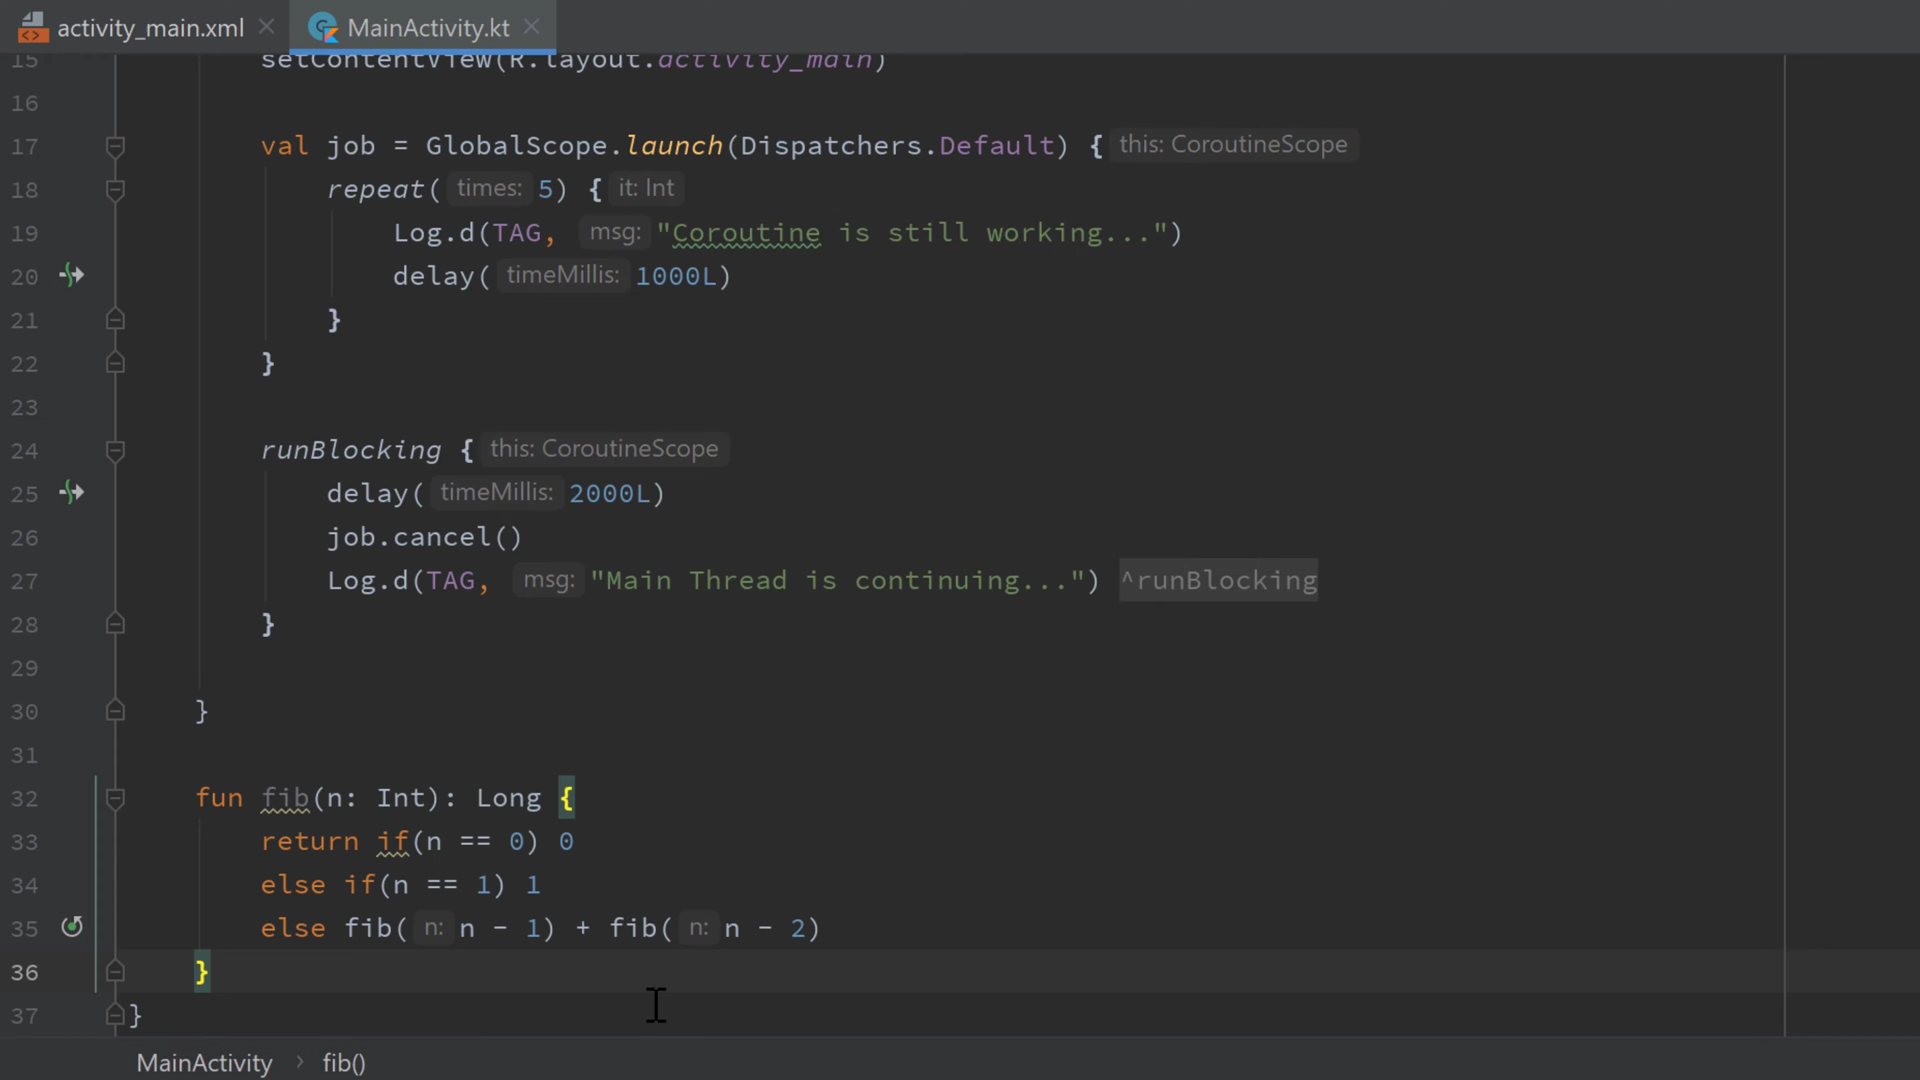 activity_main.xml MainActivity.kt
15 setContentView(R.layout.activity_main)
16
17 val job = GlobalScope.launch(Dispatchers.Default) { this: CoroutineScope
18 repeat( times: 5) { it: Int
19 Log.d(TAG, msg: "Coroutine is still working...")
20 delay( timeMillis: 1000L)
21 }
22 }
23
24 runBlocking { this: CoroutineScope
25 delay( timeMillis: 2000L)
26 job.cancel()
27 Log.d(TAG, msg: "Main Thread is continuing...") ^runBlocking
28 }
29
30 }
31
32 fun fib(n: Int): Long {
33 return if(n == 0) 0
34 else if(n == 1) 1
35 else fib( n: n - 1) + fib( n: n - 2)
36 }
37 }
MainActivity › fib()